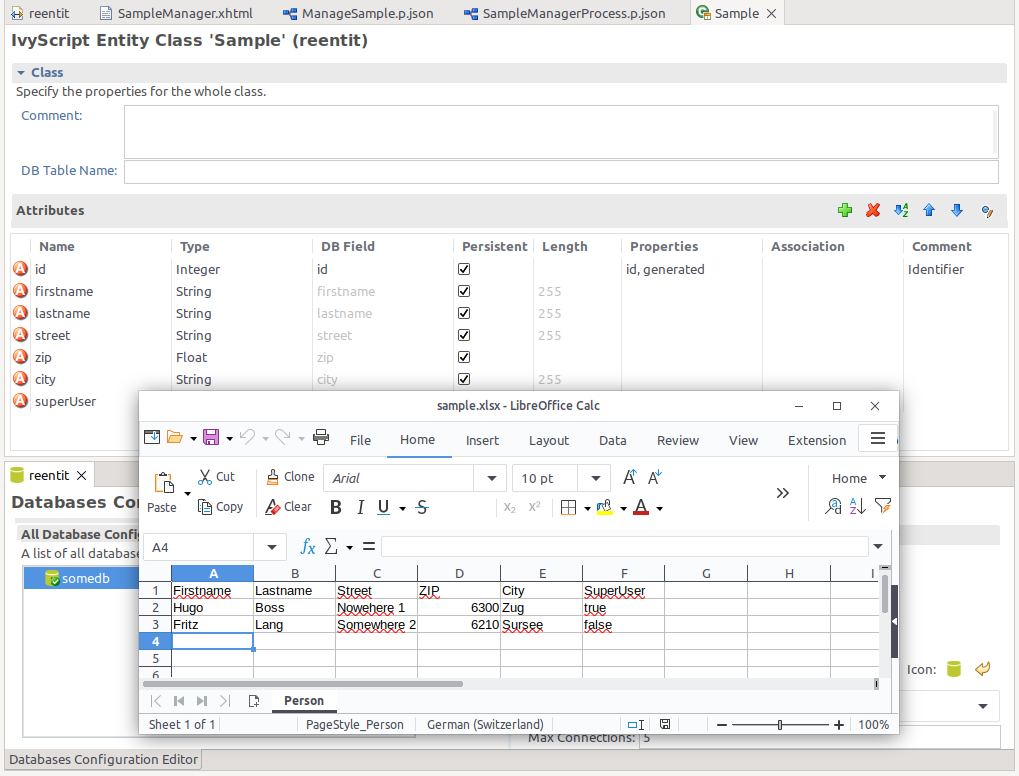 reentit SampleManager.xhtml ManageSample.p.json SampleManagerProcess.p.json Sample
IvyScript Entity Class 'Sample' (reentit)
Class
Specify the properties for the whole class.
Comment:
DB Table Name:
Attributes
Name Type DB Field Persistent Length Properties Association Comment
id Integer id id, generated Identifier
firstname String firstname 255
lastname String lastname 255
street String street 255
zip Float zip
city String city 255
superUser
sample.xlsx - LibreOffice Calc
File Home Insert Layout Data Review View Extension
reentit
Databases Co
All Database Config
A list of all database
somedb
Paste Cut Copy Clone Clear Arial 10 pt Home
B I U S X₂ X²
A4 fx Σ =
A B C D E F G H I
1 Firstname Lastname Street ZIP City SuperUser
2 Hugo Boss Nowehere 1 6300 Zug true
3 Fritz Lang Somewhere 2 6210 Sursee false
4
5
6
Person
Sheet 1 of 1 PageStyle_Person German (Switzerland) 100%
Icon:
Max Connections: 5
Databases Configuration Editor